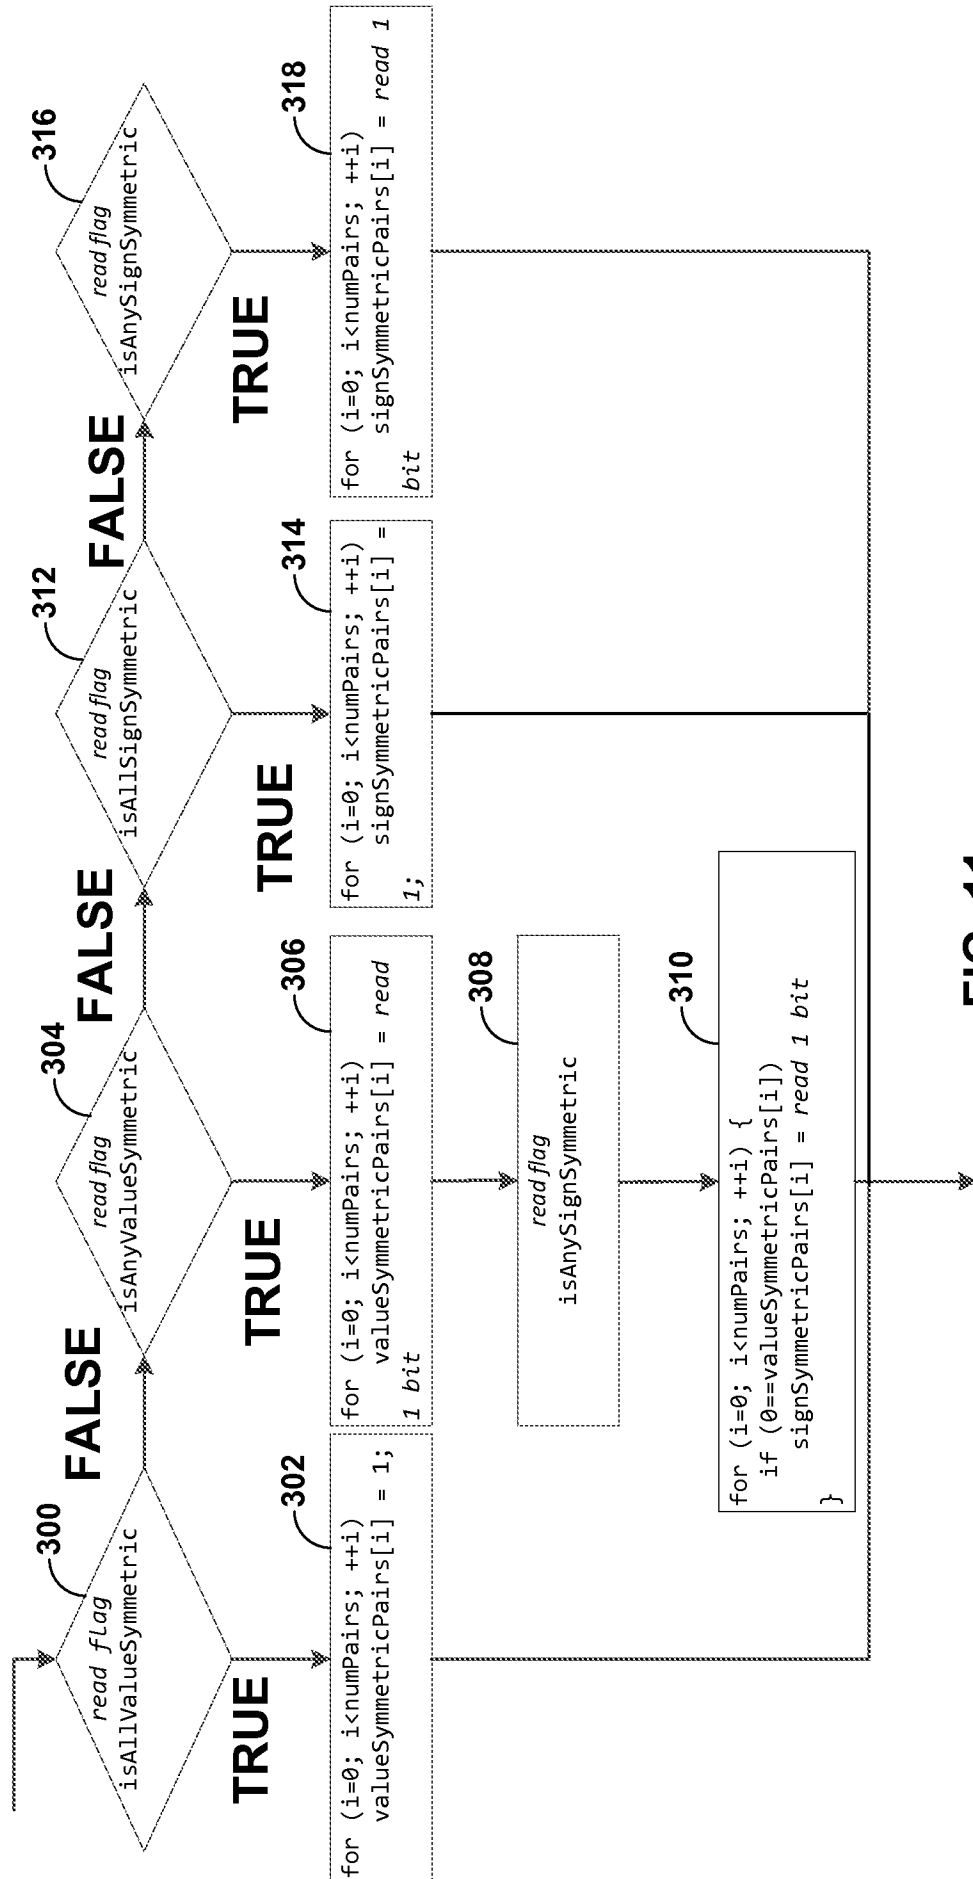 300
read flag
isAllValueSymmetric
FALSE
TRUE
302
for (i=0; i<numPairs; ++i)
valueSymmetricPairs[i] = 1;
304
read flag
isAnyValueSymmetric
FALSE
TRUE
306
for (i=0; i<numPairs; ++i)
valueSymmetricPairs[i] = read
1 bit
308
read flag
isAnySignSymmetric
310
for (i=0; i<numPairs; ++i) {
if (0==valueSymmetricPairs[i])
signSymmetricPairs[i] = read 1 bit
}
312
read flag
isAllSignSymmetric
FALSE
TRUE
314
for (i=0; i<numPairs; ++i)
signSymmetricPairs[i] =
1;
316
read flag
isAnySignSymmetric
TRUE
318
for (i=0; i<numPairs; ++i)
signSymmetricPairs[i] = read 1
bit